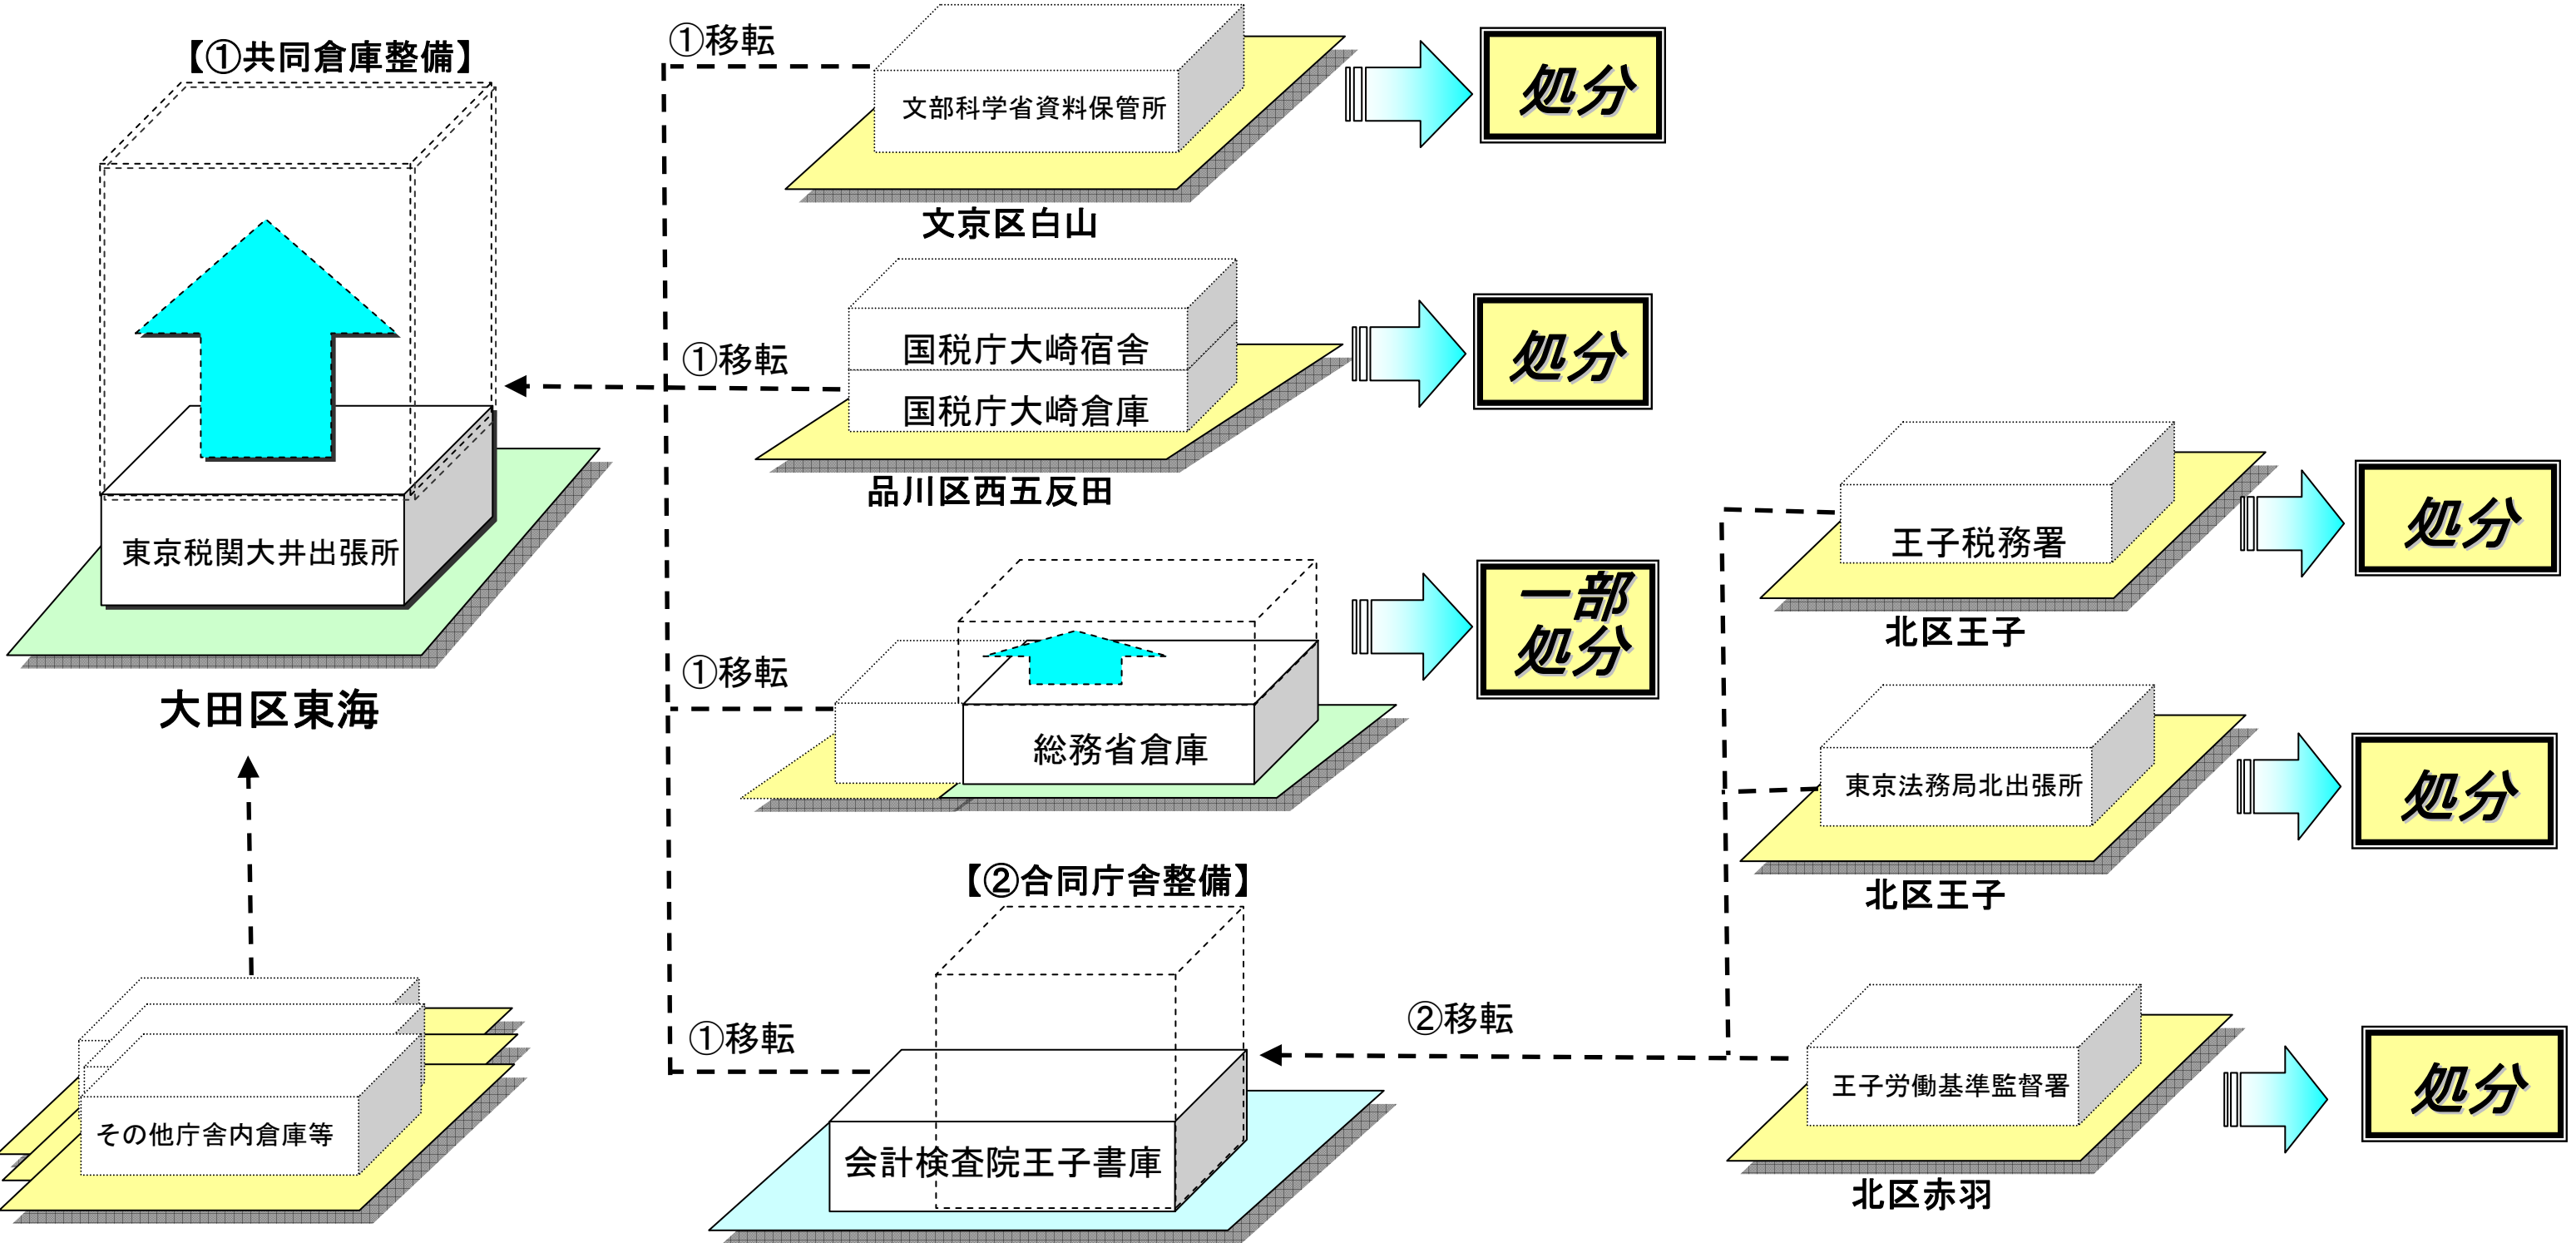 【①共同倉庫整備】
東京税関大井出張所
大田区東海
その他庁舎内倉庫等
①移転
文部科学省資料保管所
文京区白山
処分
①移転
国税庁大崎宿舎
国税庁大崎倉庫
品川区西五反田
処分
①移転
総務省倉庫
一部
処分
【②合同庁舎整備】
①移転
会計検査院王子書庫
②移転
王子税務署
北区王子
処分
東京法務局北出張所
北区王子
処分
王子労働基準監督署
北区赤羽
処分